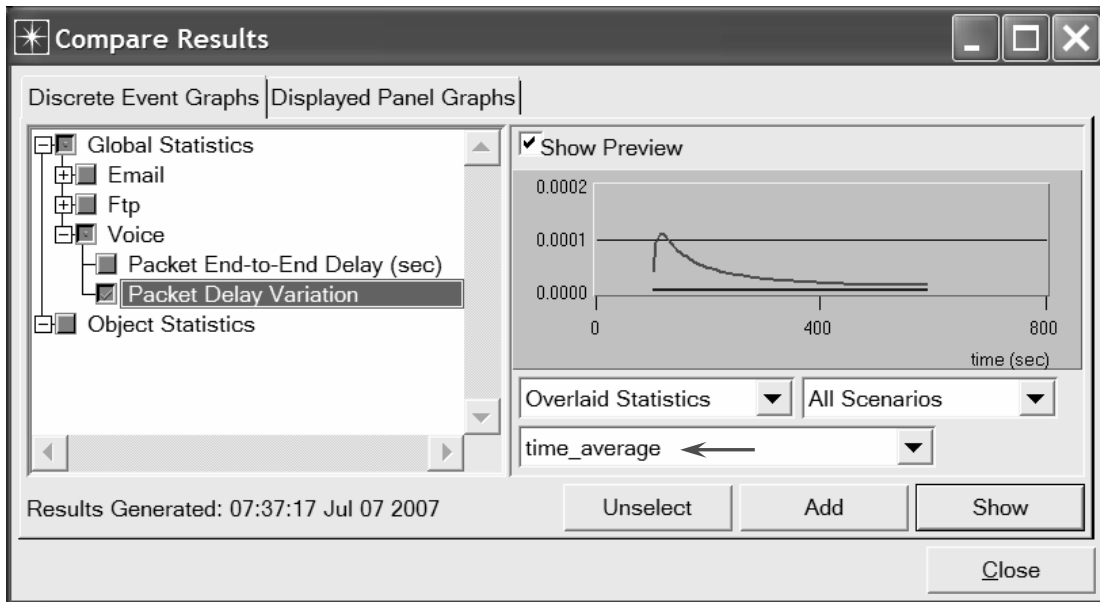 Compare Results
Discrete Event Graphs
Displayed Panel Graphs
Global Statistics
Email
Ftp
Voice
Packet End-to-End Delay (sec)
Packet Delay Variation
Object Statistics
Show Preview
0.0002
0.0001
0.0000
0 400 800
time (sec)
Overlaid Statistics
All Scenarios
time_average
Results Generated: 07:37:17 Jul 07 2007
Unselect
Add
Show
Close